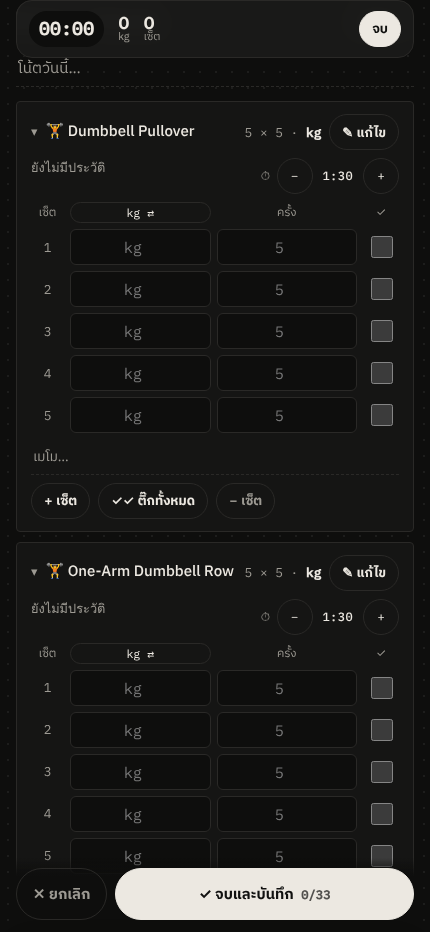 00:00 0 kg 0 เซ็ต จบ
โน้ตวันนี้...
▾ 🏋️ Dumbbell Pullover 5 × 5 · kg ✎ แก้ไข
ยังไม่มีประวัติ ⏱ − 1:30 +
เซ็ต kg ⇄ ครั้ง ✓
1 kg 5
2 kg 5
3 kg 5
4 kg 5
5 kg 5
เมโม...
+ เซ็ต ✓✓ ติ๊กทั้งหมด − เซ็ต
▾ 🏋️ One-Arm Dumbbell Row 5 × 5 · kg ✎ แก้ไข
ยังไม่มีประวัติ ⏱ − 1:30 +
เซ็ต kg ⇄ ครั้ง ✓
1 kg 5
2 kg 5
3 kg 5
4 kg 5
5 kg 5
✕ ยกเลิก ✓ จบและบันทึก 0/33